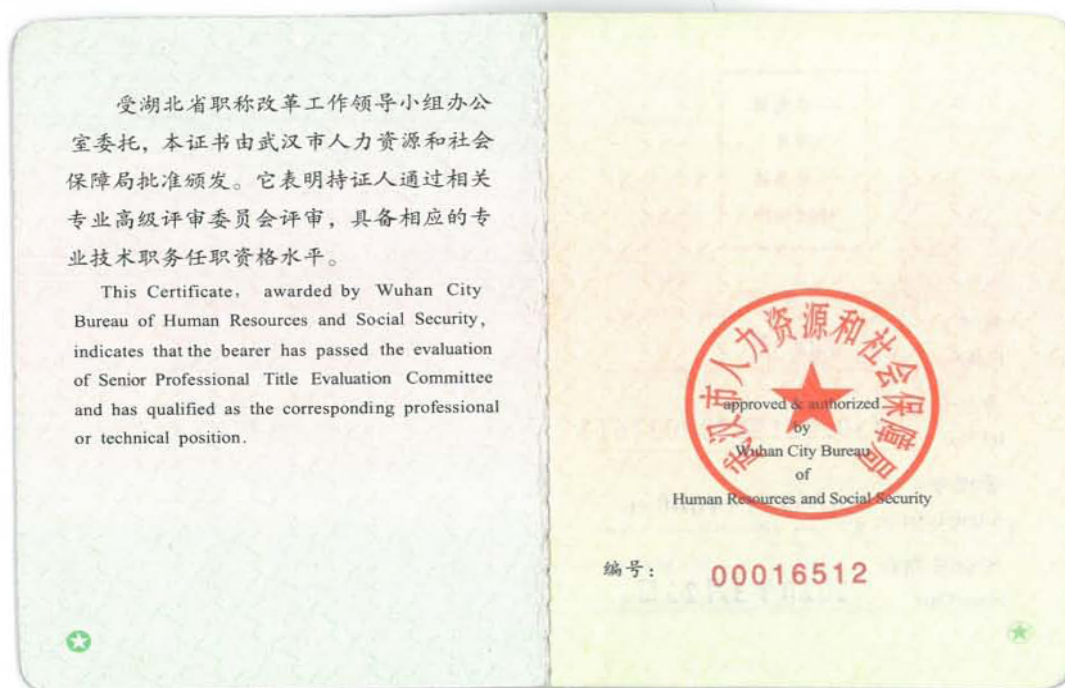 受湖北省职称改革工作领导小组办公
室委托，本证书由武汉市人力资源和社会
保障局批准颁发。它表明持证人通过相关
专业高级评审委员会评审，具备相应的专
业技术职务任职资格水平。
This Certificate, awarded by Wuhan City
Bureau of Human Resources and Social Security,
indicates that the bearer has passed the evaluation
of Senior Professional Title Evaluation Committee
and has qualified as the corresponding professional
or technical position.
武汉市人力资源和社会保障局
approved & authorized
by
Wuhan City Bureau
of
Human Resources and Social Security
编号： 00016512